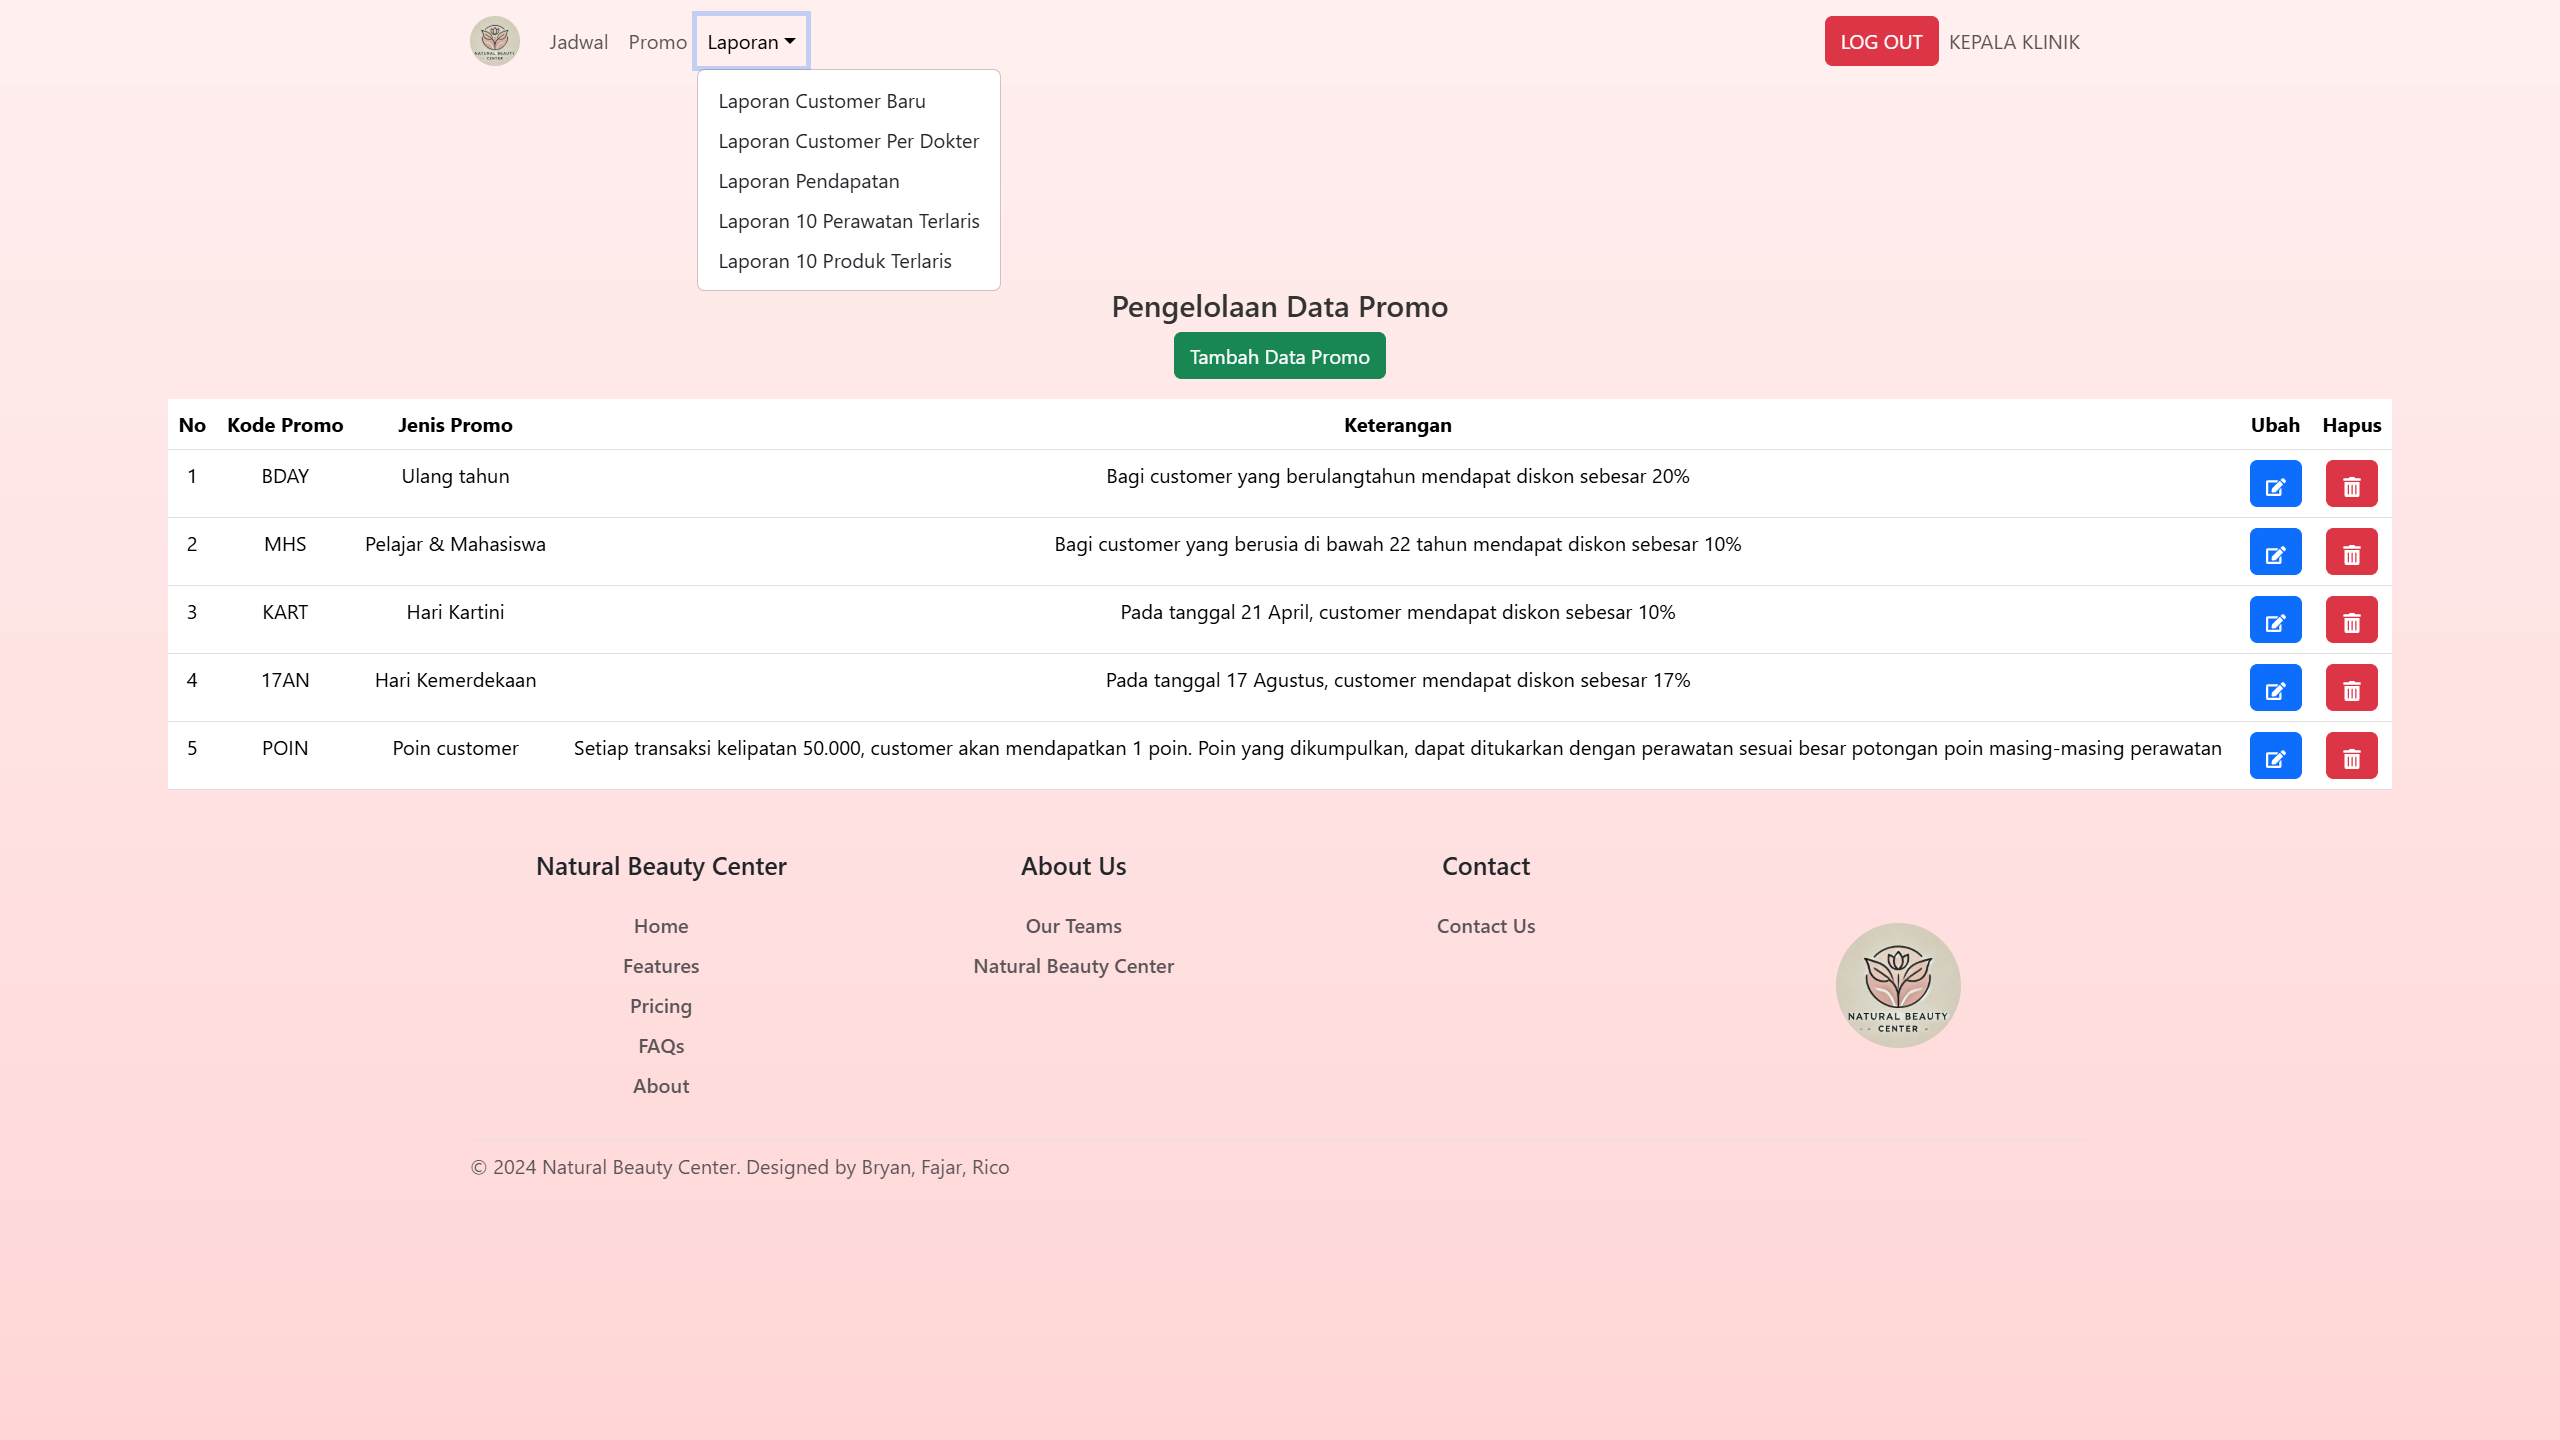 NATURAL BEAUTY
CENTER
Jadwal Promo Laporan LOG OUT KEPALA KLINIK
Laporan Customer Baru
Laporan Customer Per Dokter
Laporan Pendapatan
Laporan 10 Perawatan Terlaris
Laporan 10 Produk Terlaris
Pengelolaan Data Promo
Tambah Data Promo
No Kode Promo Jenis Promo Keterangan Ubah Hapus
1 BDAY Ulang tahun Bagi customer yang berulangtahun mendapat diskon sebesar 20%
2 MHS Pelajar & Mahasiswa Bagi customer yang berusia di bawah 22 tahun mendapat diskon sebesar 10%
3 KART Hari Kartini Pada tanggal 21 April, customer mendapat diskon sebesar 10%
4 17AN Hari Kemerdekaan Pada tanggal 17 Agustus, customer mendapat diskon sebesar 17%
5 POIN Poin customer Setiap transaksi kelipatan 50.000, customer akan mendapatkan 1 poin. Poin yang dikumpulkan, dapat ditukarkan dengan perawatan sesuai besar potongan poin masing-masing perawatan
Natural Beauty Center
Home
Features
Pricing
FAQs
About
About Us
Our Teams
Natural Beauty Center
Contact
Contact Us
NATURAL BEAUTY
- - CENTER -
© 2024 Natural Beauty Center. Designed by Bryan, Fajar, Rico